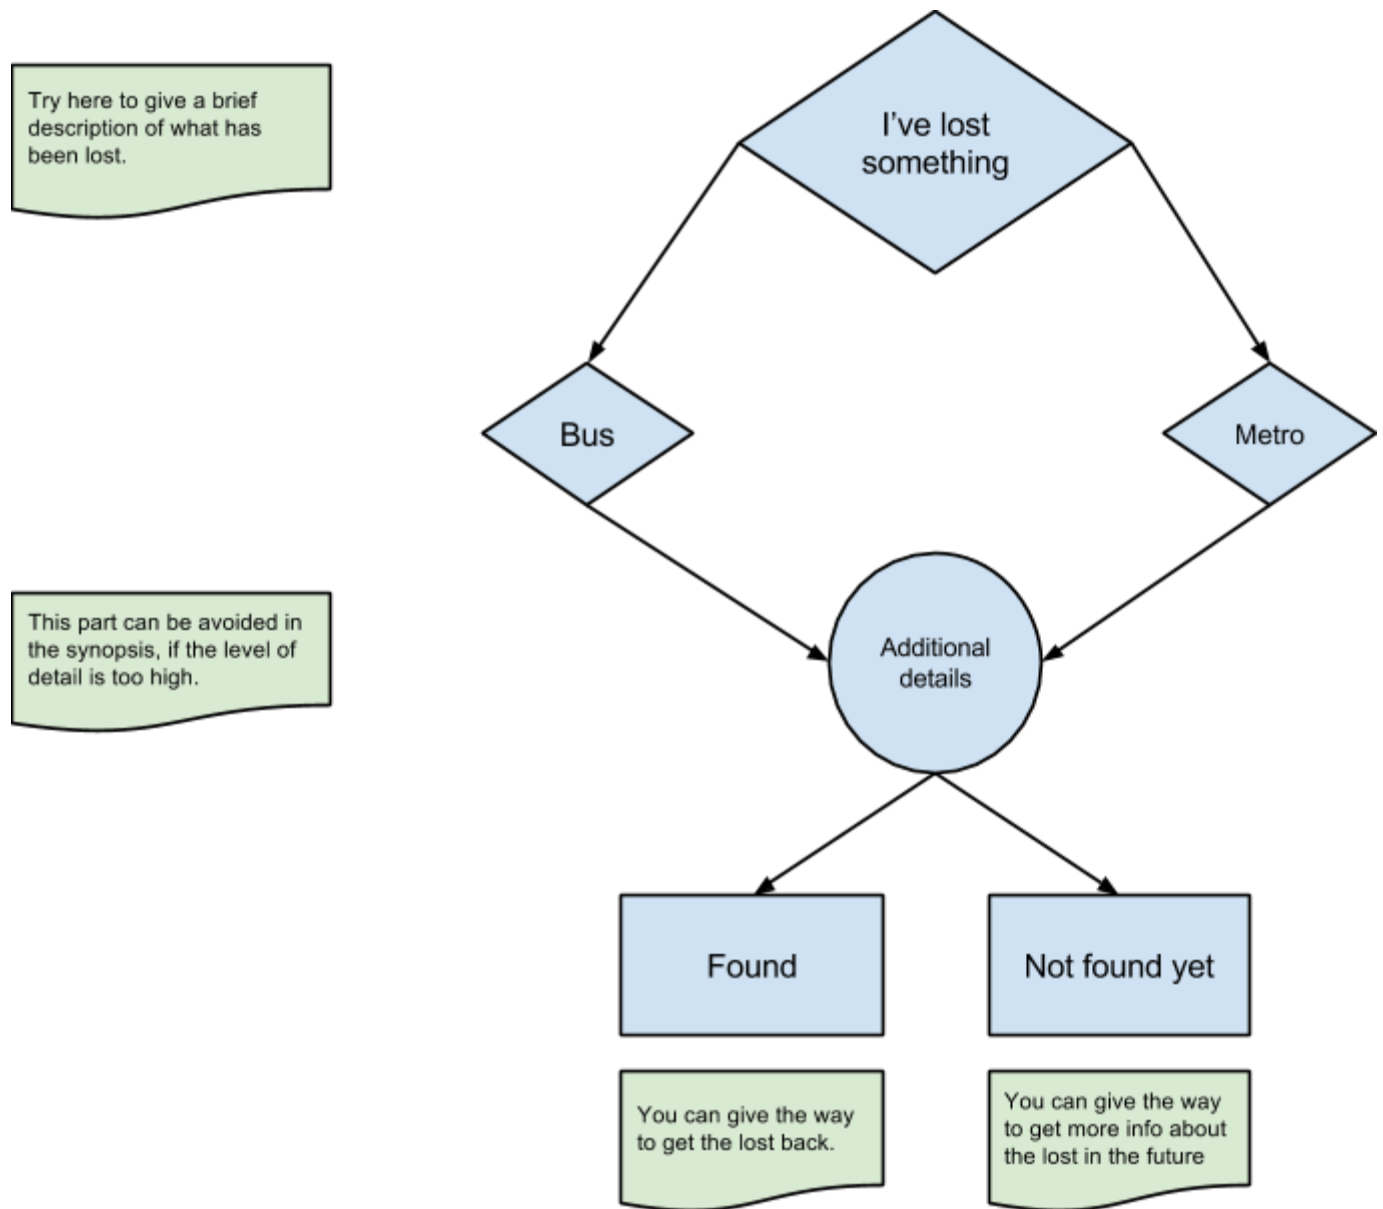 Try here to give a brief
description of what has
been lost.
I've lost
something
Bus
Metro
This part can be avoided in
the synopsis, if the level of
detail is too high.
Additional
details
Found
Not found yet
You can give the way
to get the lost back.
You can give the way
to get more info about
the lost in the future